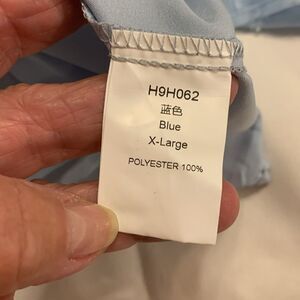 H9H062
蓝色
Blue
X-Large
POLYESTER 100%